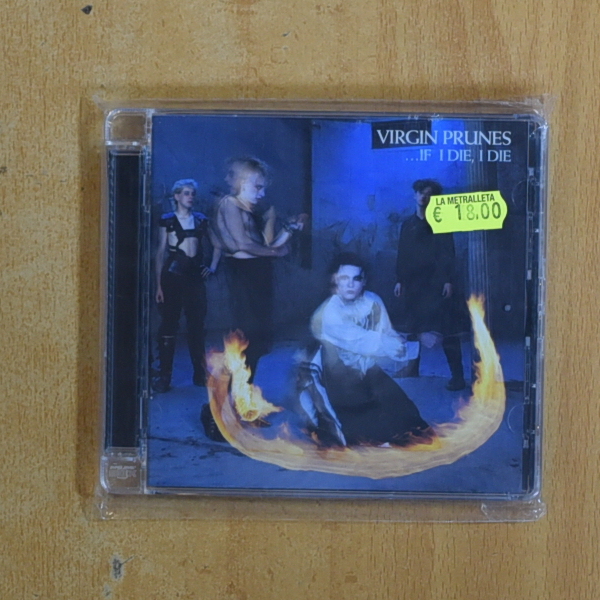 VIRGIN PRUNES
...IF I DIE, I DIE
LA METRALLETA
€ 18.00